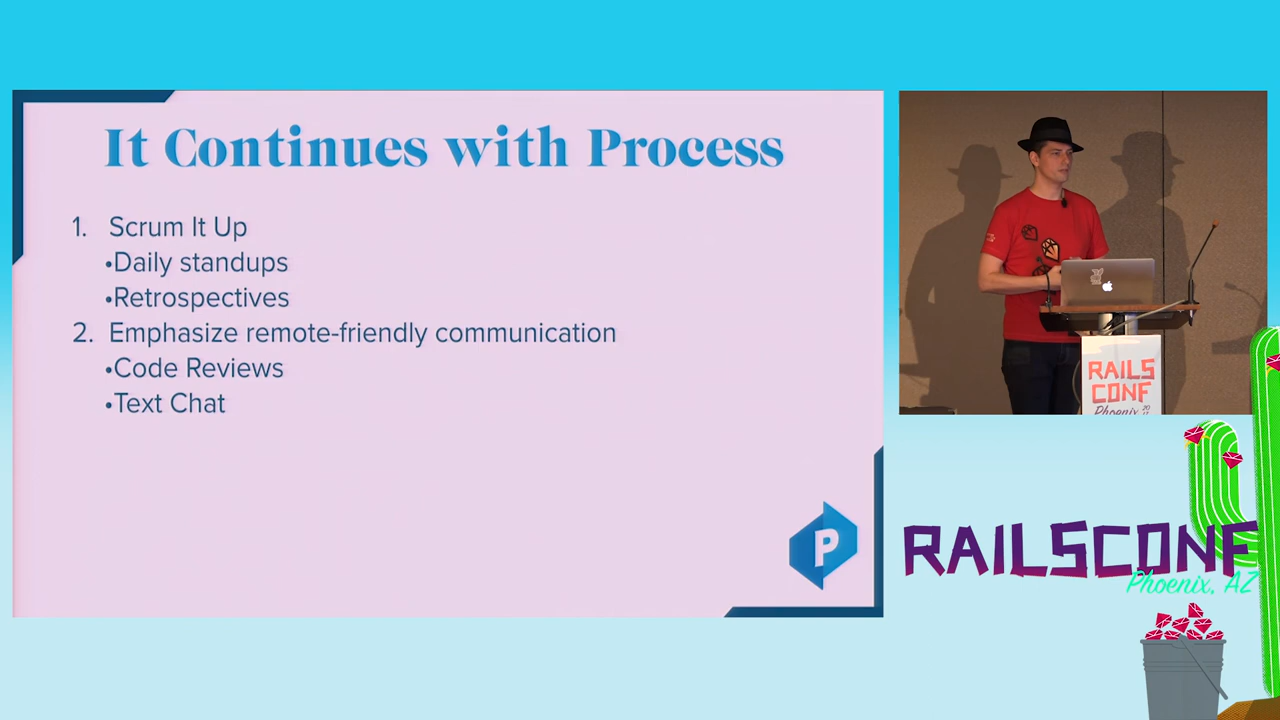 It Continues with Process
1. Scrum It Up
•Daily standups
•Retrospectives
2. Emphasize remote-friendly communication
•Code Reviews
•Text Chat
P
RAILS
CONF
Phoenix 20
RAILSCONF
Phoenix, AZ